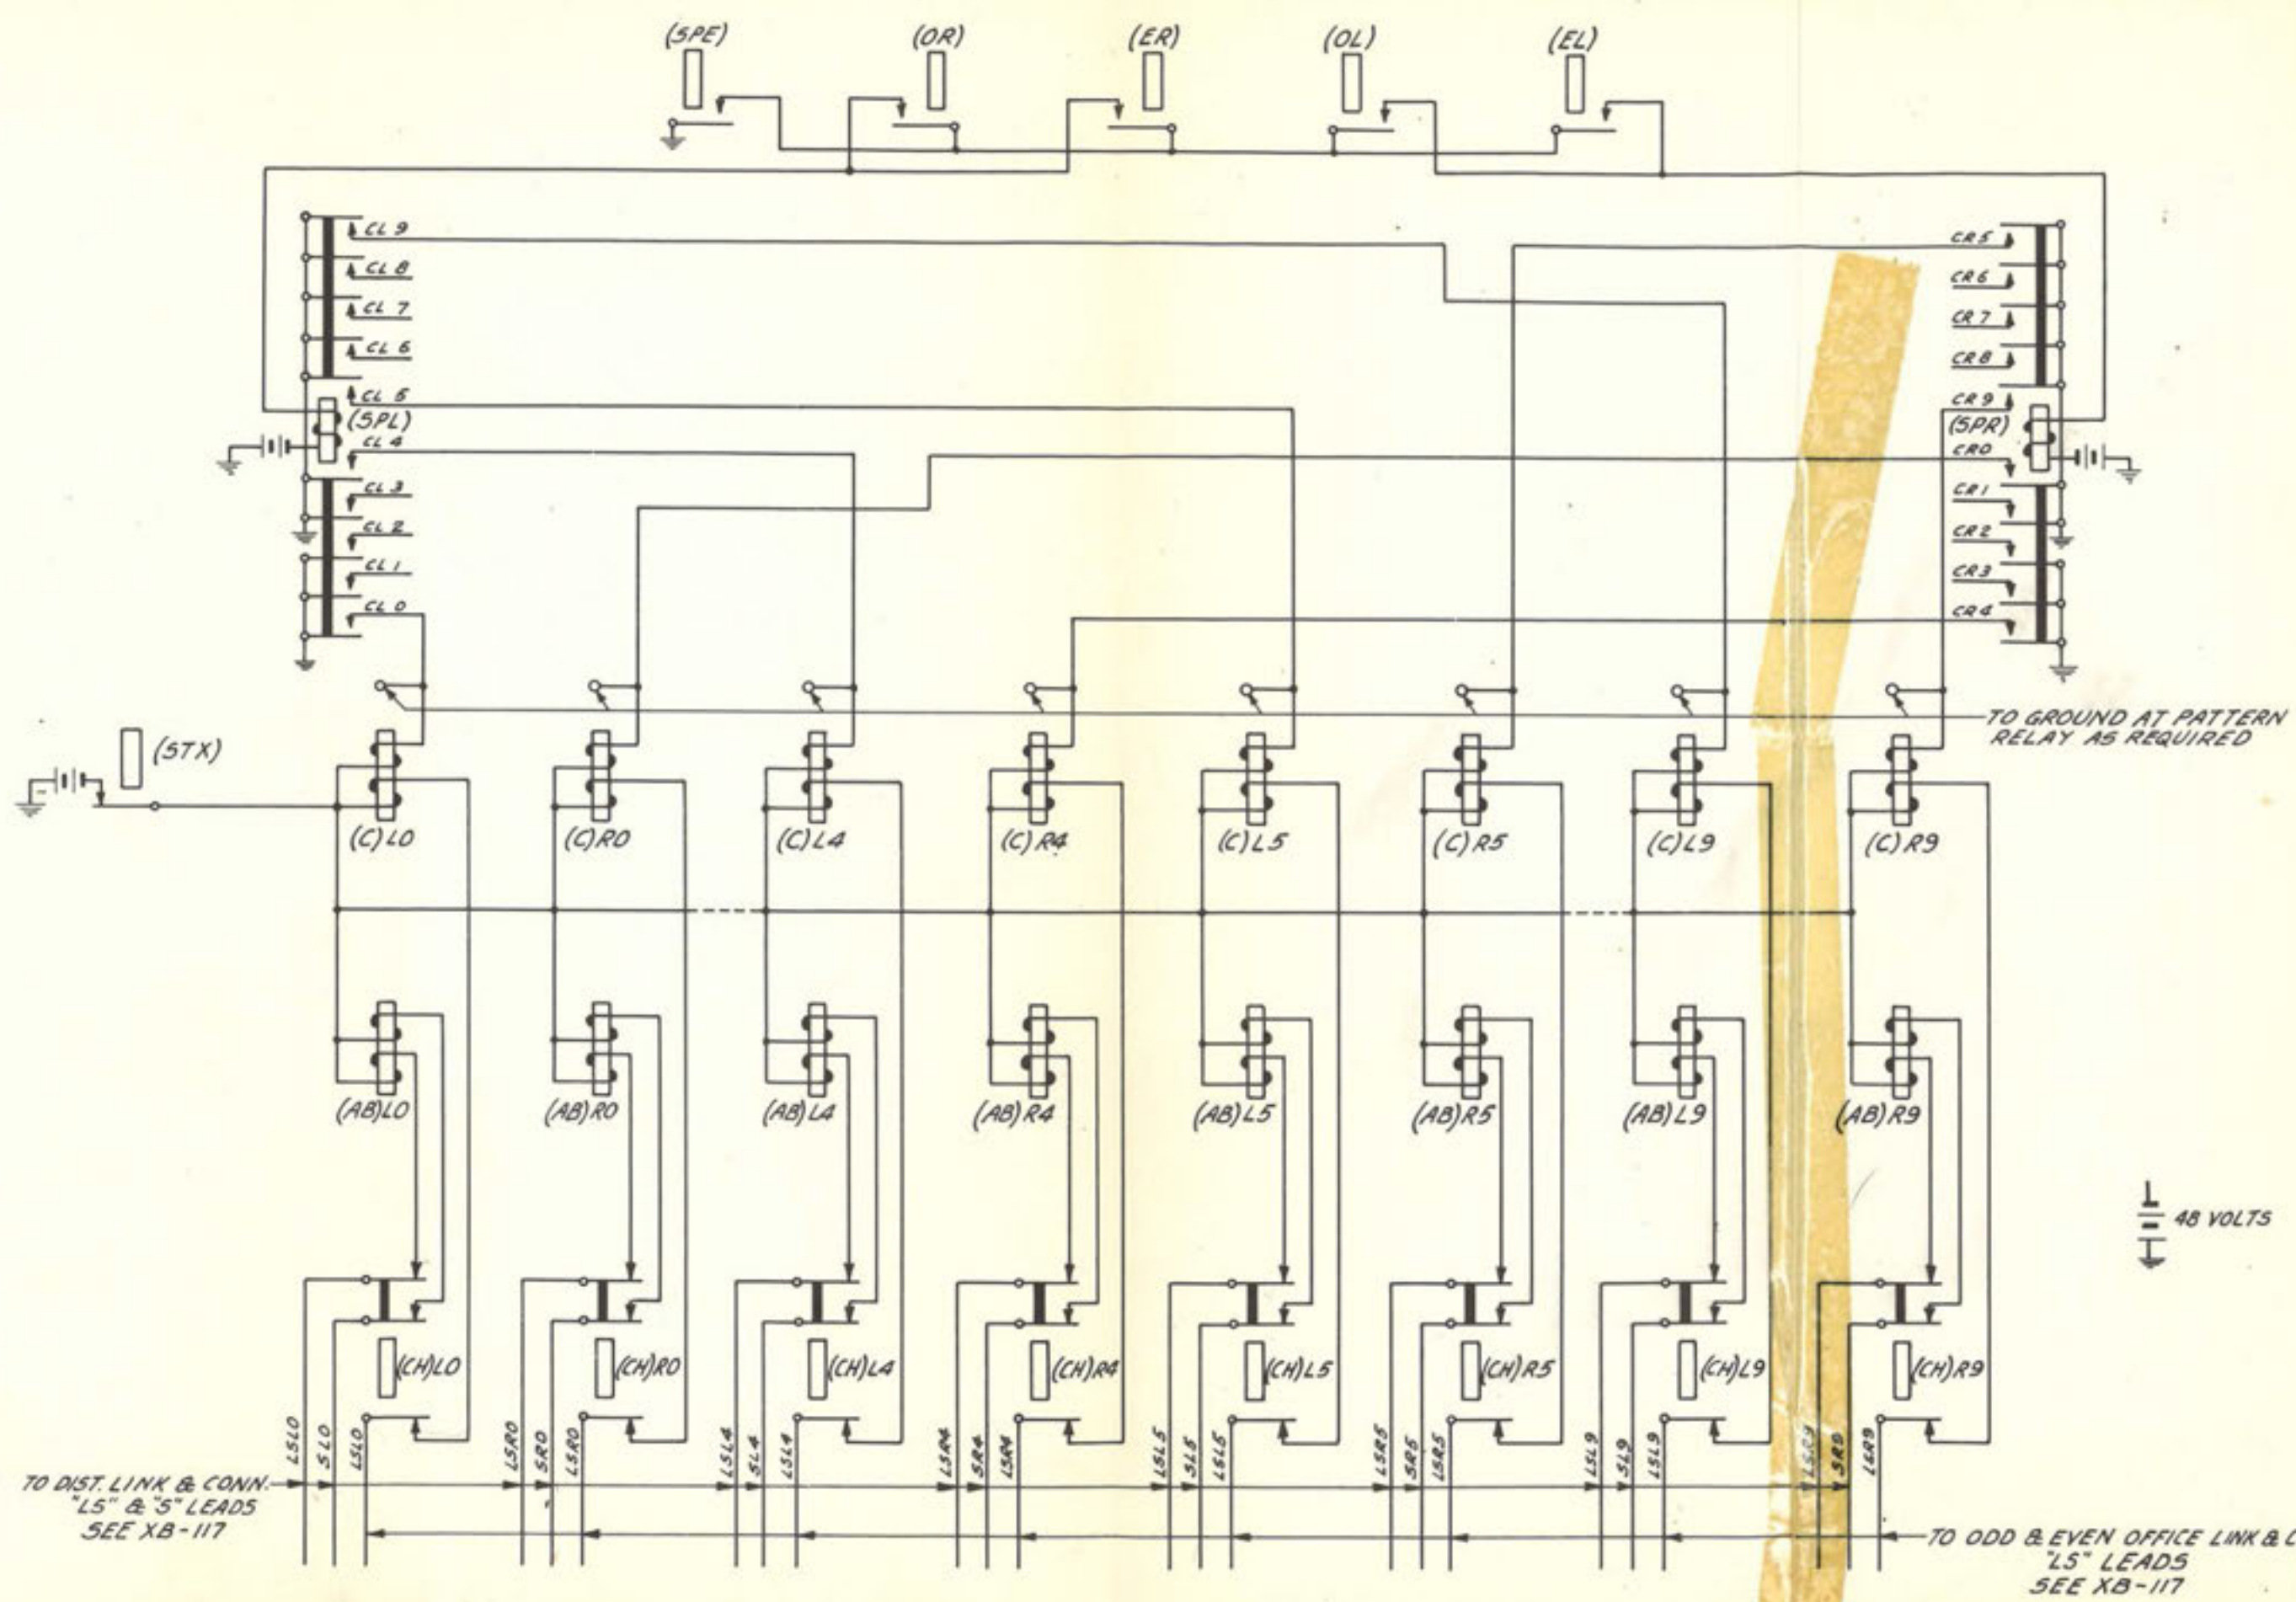 (SPE) (OR) (ER) (OL) (EL)
CL 9
CL 8
CL 7
CL 6
CL 5
(SPL)
CL 4
CL 3
CL 2
CL 1
CL 0
CR 5
CR 6
CR 7
CR 8
CR 9
(SPR)
CR0
CR 1
CR 2
CR 3
CR 4
TO GROUND AT PATTERN
RELAY AS REQUIRED
(STX)
(C)L0 (C)R0 (C)L4 (C)R4 (C)L5 (C)R5 (C)L9 (C)R9
(AB)L0 (AB)R0 (AB)L4 (AB)R4 (AB)L5 (AB)R5 (AB)L9 (AB)R9
48 VOLTS
(CH)L0 (CH)R0 (CH)L4 (CH)R4 (CH)L5 (CH)R5 (CH)L9 (CH)R9
LSL0 SL0 LSL0 LSR0 SR0 LSR0 LSL4 SL4 LSL4 LSR4 SR4 LSR4 LSL5 SL5 LSL5 LSR5 SR5 LSR5 LSL9 SL9 LSL9 LSR9 SR9 LSR9
TO DIST. LINK & CONN.
"LS" & "S" LEADS
SEE XB-117
TO ODD & EVEN OFFICE LINK &
"LS" LEADS
SEE XB-117